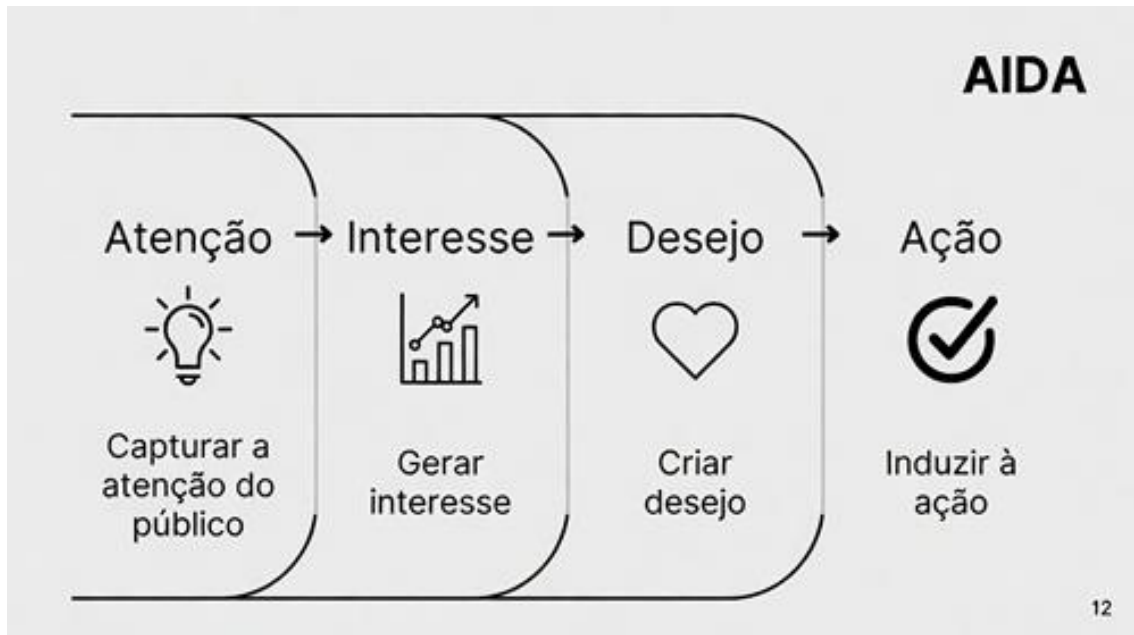 AIDA
Atenção → Interesse → Desejo → Ação
Capturar a
atenção do
público
Gerar
interesse
Criar
desejo
Induzir à
ação
12